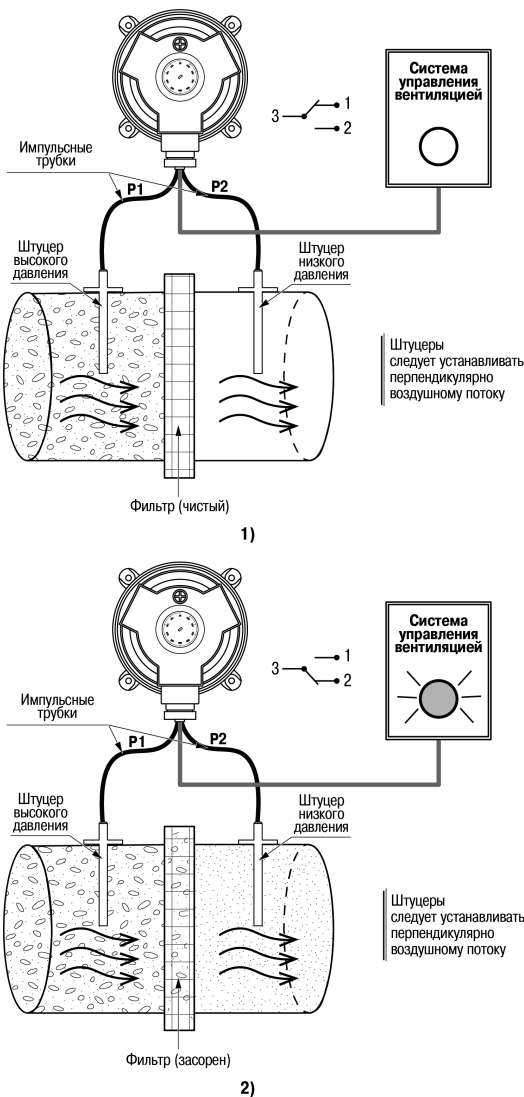 Система
управления
вентиляцией
3
1
2
Импульсные
трубки
P1
P2
Штуцер
высокого
давления
Штуцер
низкого
давления
Штуцеры
следует устанавливать
перпендикулярно
воздушному потоку
Фильтр (чистый)
1)
Система
управления
вентиляцией
3
1
2
Импульсные
трубки
P1
P2
Штуцер
высокого
давления
Штуцер
низкого
давления
Штуцеры
следует устанавливать
перпендикулярно
воздушному потоку
Фильтр (засорен)
2)